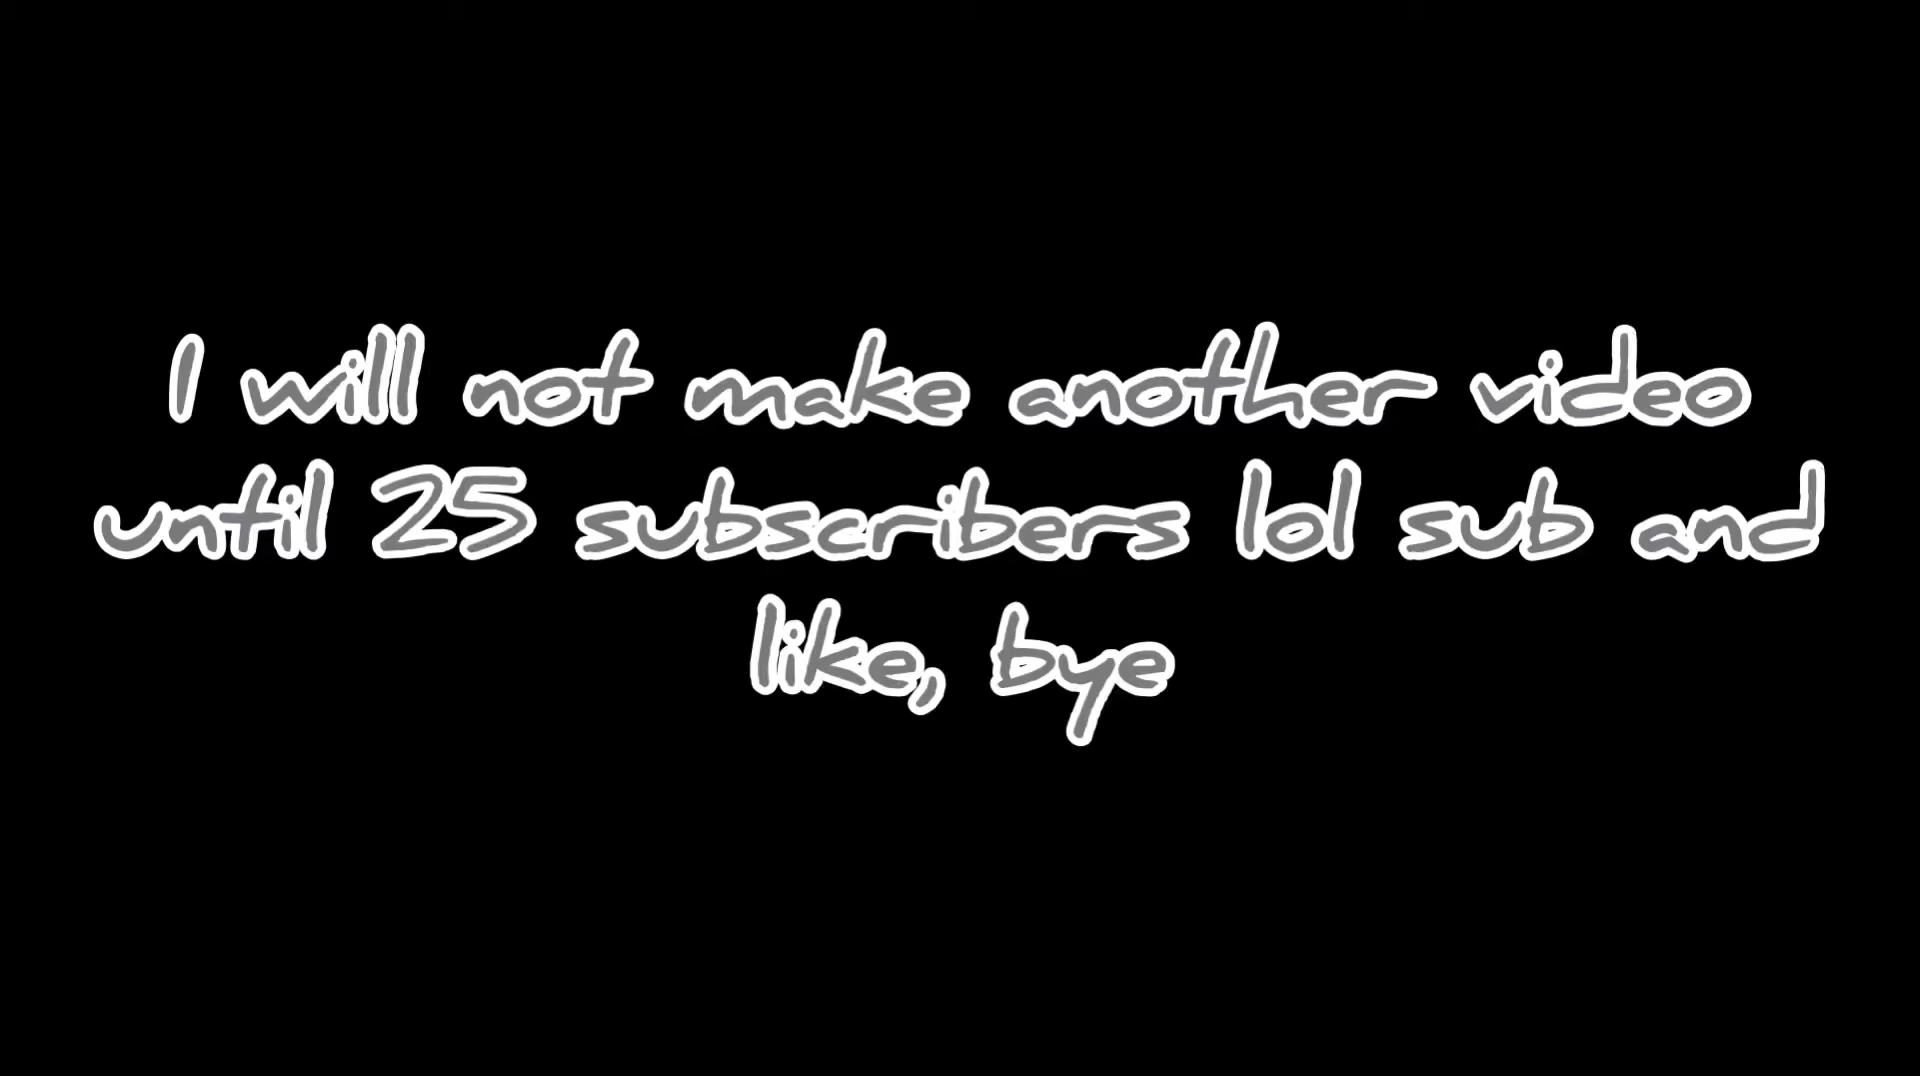 I will not make another video
until 25 subscribers lol sub and
like, bye